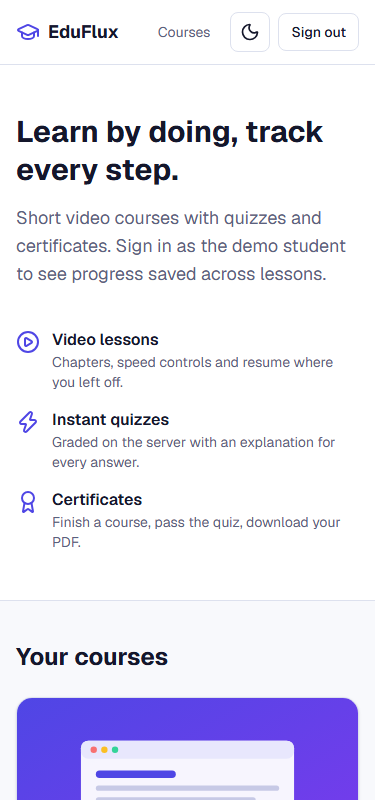 EduFlux
Courses
Sign out
Learn by doing, track
every step.
Short video courses with quizzes and
certificates. Sign in as the demo student
to see progress saved across lessons.
Video lessons
Chapters, speed controls and resume where
you left off.
Instant quizzes
Graded on the server with an explanation for
every answer.
Certificates
Finish a course, pass the quiz, download your
PDF.
Your courses